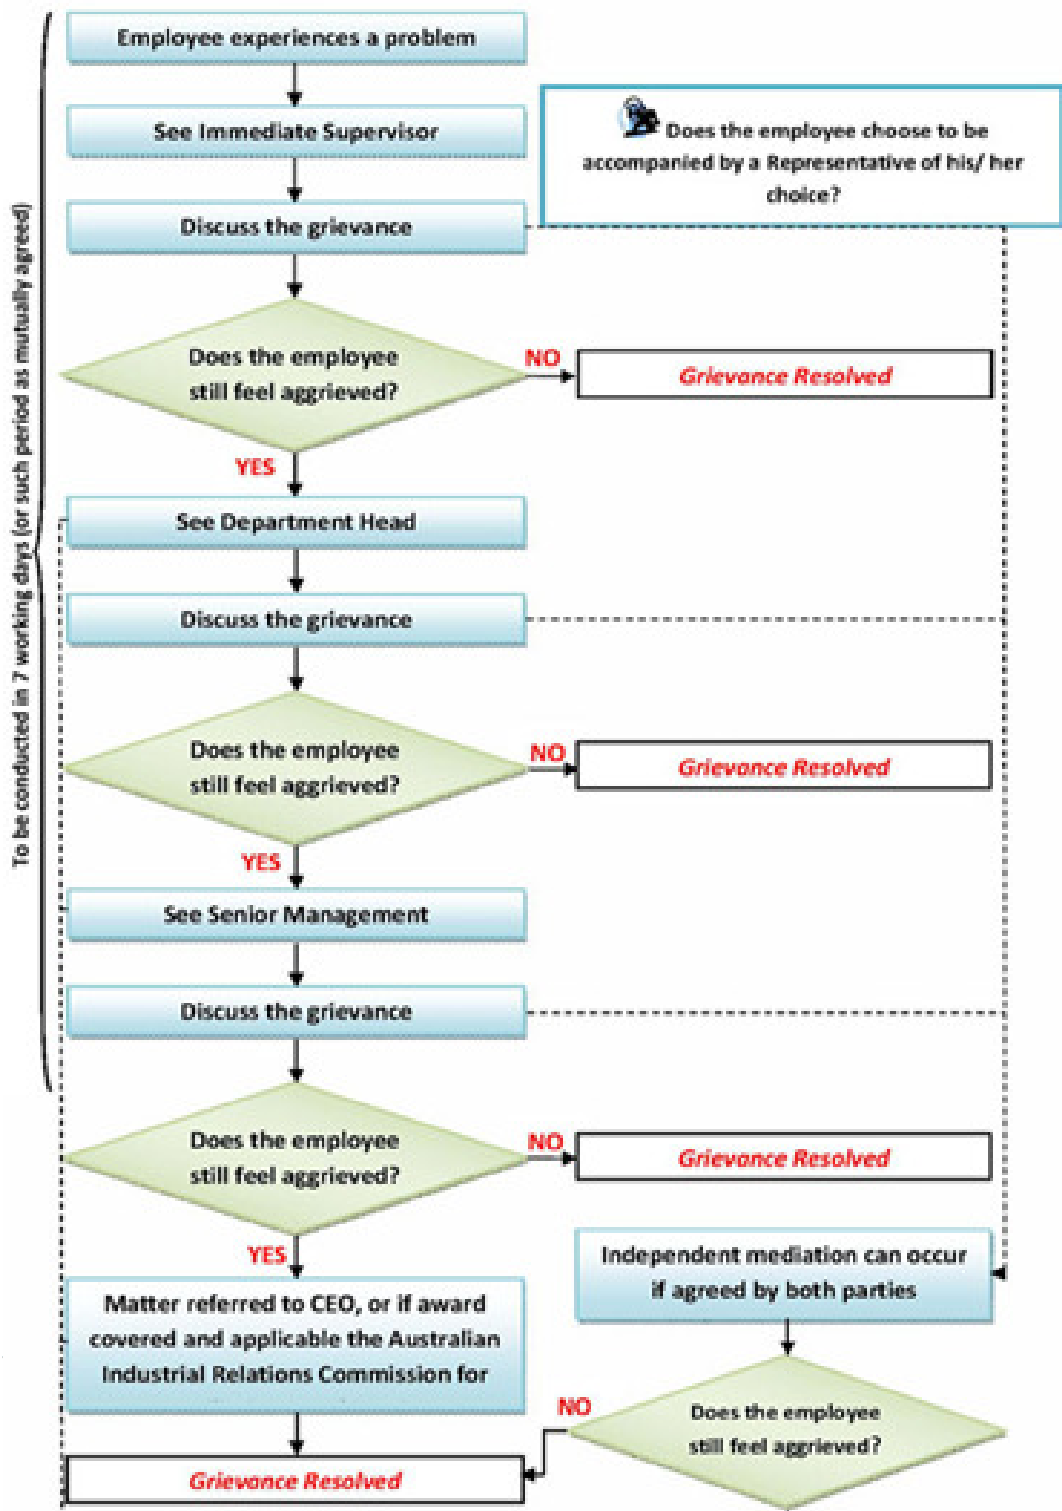 Employee experiences a problem
See Immediate Supervisor
Does the employee choose to be
accompanied by a Representative of his/ her
choice?
Discuss the grievance
To be conducted in 7 working days (or such period as mutually agreed)
Does the employee
still feel aggrieved?
NO
Grievance Resolved
YES
See Department Head
Discuss the grievance
Does the employee
still feel aggrieved?
NO
Grievance Resolved
YES
See Senior Management
Discuss the grievance
Does the employee
still feel aggrieved?
NO
Grievance Resolved
YES
Independent mediation can occur
if agreed by both parties
Matter referred to CEO, or if award
covered and applicable the Australian
Industrial Relations Commission for
NO
Does the employee
still feel aggrieved?
Grievance Resolved